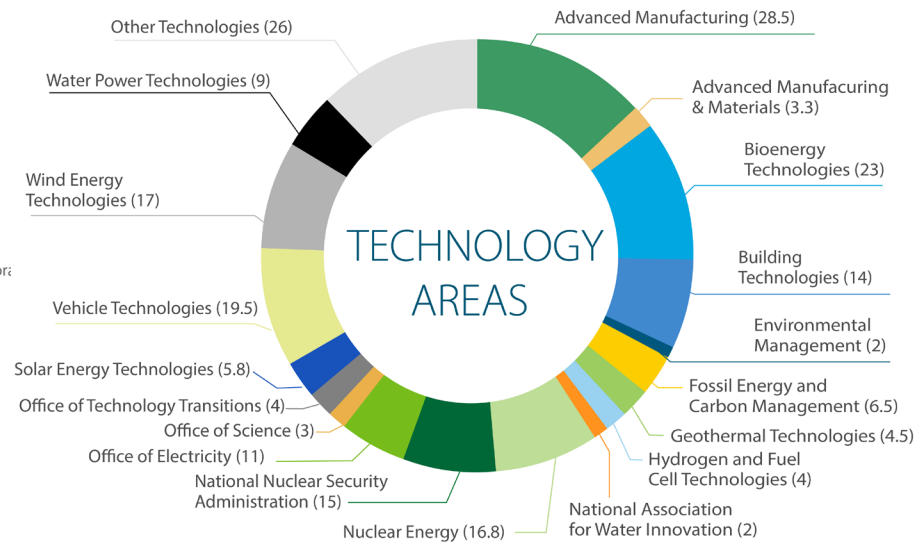 Advanced Manufacturing (28.5)
Other Technologies (26)
Water Power Technologies (9)
Advanced Manufacuring
& Materials (3.3)
Bioenergy
Technologies (23)
Wind Energy
Technologies (17)
TECHNOLOGY
AREAS
Building
Technologies (14)
Vehicle Technologies (19.5)
Environmental
Management (2)
Solar Energy Technologies (5.8)
Fossil Energy and
Carbon Management (6.5)
Office of Technology Transitions (4)
Office of Science (3)
Geothermal Technologies (4.5)
Office of Electricity (11)
Hydrogen and Fuel
Cell Technologies (4)
National Nuclear Security
Administration (15)
National Association
for Water Innovation (2)
Nuclear Energy (16.8)